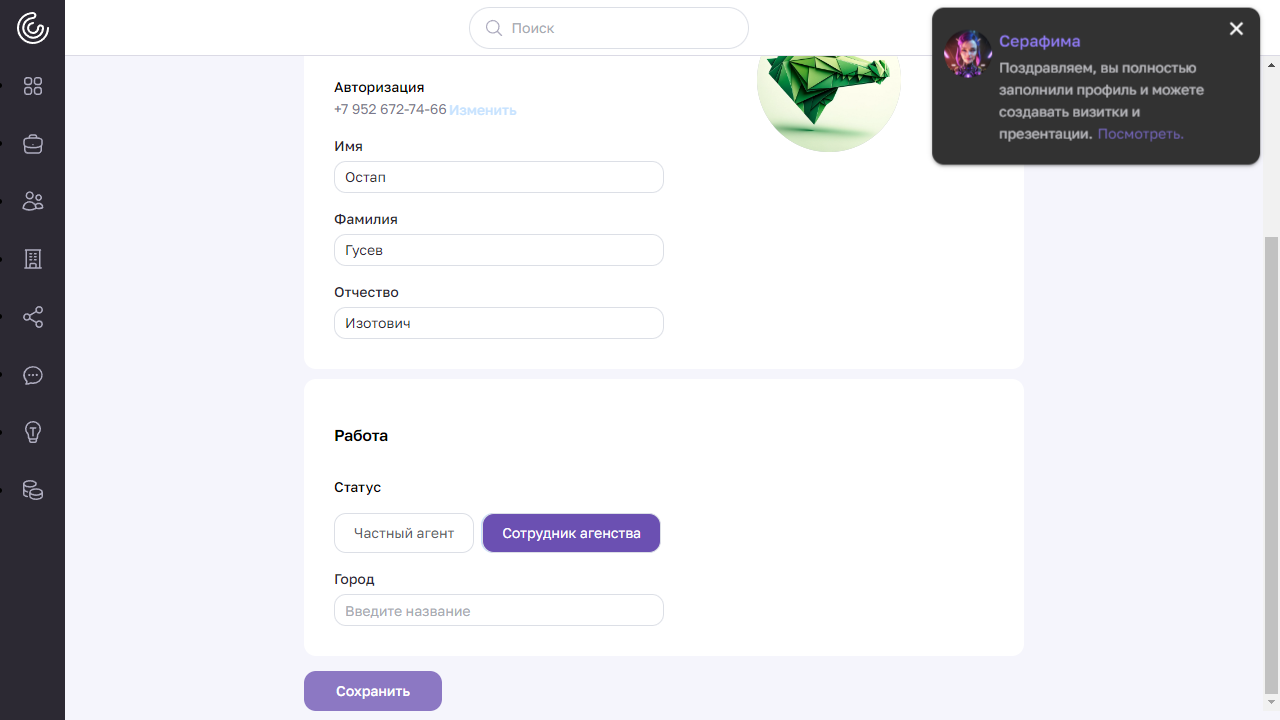 Поиск
Серафима
Поздравляем, вы полностью
заполнили профиль и можете
создавать визитки и
презентации. Посмотреть.
Авторизация
+7 952 672-74-66 Изменить
Имя
Остап
Фамилия
Гусев
Отчество
Изотович
Работа
Статус
Частный агент
Сотрудник агенства
Город
Введите название
Сохранить